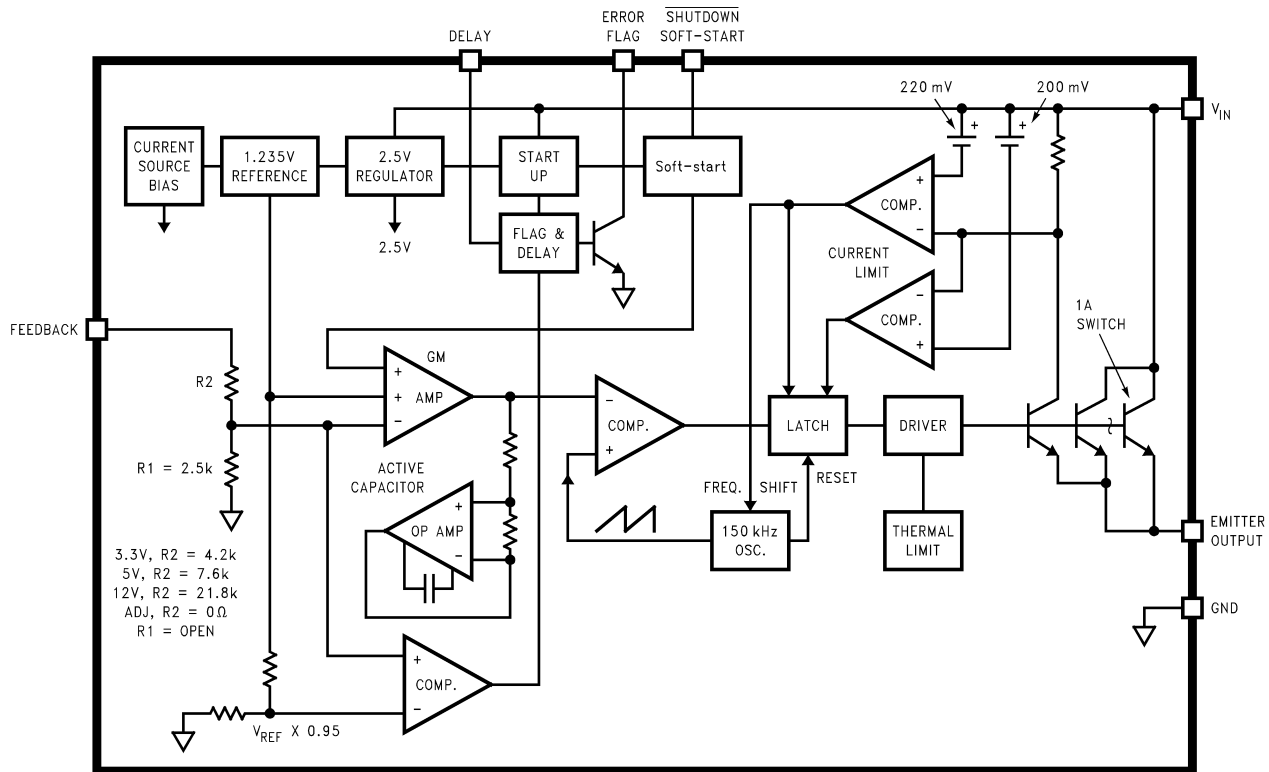 DELAY
ERROR
FLAG
SHUTDOWN
SOFT-START
220 mV
200 mV
+
+
VIN
CURRENT
SOURCE
BIAS
1.235V
REFERENCE
2.5V
REGULATOR
START
UP
Soft-start
2.5V
FLAG &
DELAY
+
COMP.
–
CURRENT
LIMIT
–
COMP.
+
1A
SWITCH
FEEDBACK
R2
R1 = 2.5k
GM
+
+
AMP
–
–
COMP.
+
LATCH
DRIVER
ACTIVE
CAPACITOR
+
OP AMP
–
FREQ. SHIFT
RESET
150 kHz
OSC.
THERMAL
LIMIT
EMITTER
OUTPUT
3.3V, R2 = 4.2k
5V, R2 = 7.6k
12V, R2 = 21.8k
ADJ, R2 = 0Ω
R1 = OPEN
GND
+
COMP.
–
VREF X 0.95